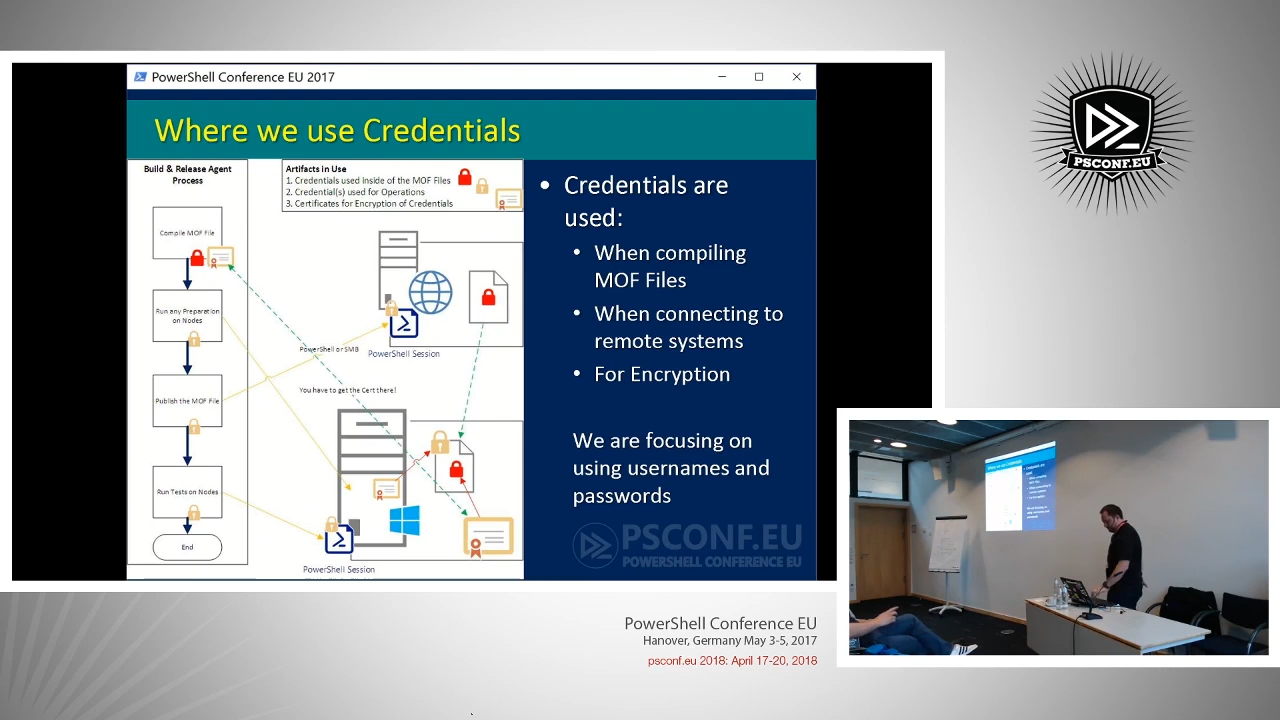 PowerShell Conference EU 2017
Where we use Credentials
Build & Release Agent
Process
Compile MOF File
Run any Preparation
on Nodes
Publish the MOF File
Run Tests on Nodes
End
Artifacts in Use
1. Credentials used Inside of the MOF Files
2. Credential(s) used for Operations
3. Certificates for Encryption of Credentials
PowerShell or SMB
PowerShell Session
You have to get the Cert there!
PowerShell Session
• Credentials are
used:
• When compiling
MOF Files
• When connecting to
remote systems
• For Encryption
We are focusing on
using usernames and
passwords
PSCONF.EU
POWERSHELL CONFERENCE EU
PSCONF.EU
PowerShell Conference EU
Hanover, Germany May 3-5, 2017
psconf.eu 2018: April 17-20, 2018